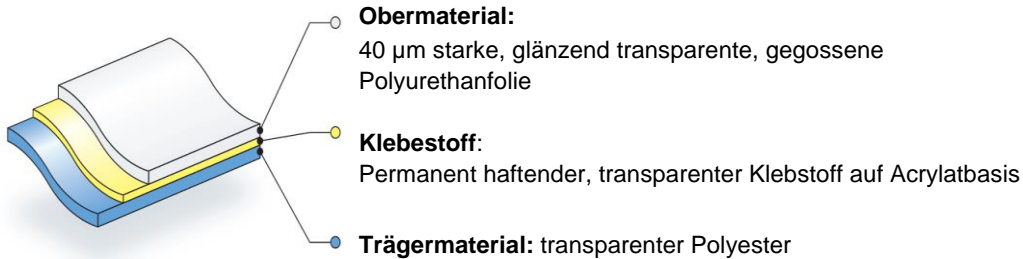 Obermaterial:
40 µm starke, glänzend transparente, gegossene
Polyurethanfolie
Klebestoff:
Permanent haftender, transparenter Klebstoff auf Acrylatbasis
Trägermaterial: transparenter Polyester